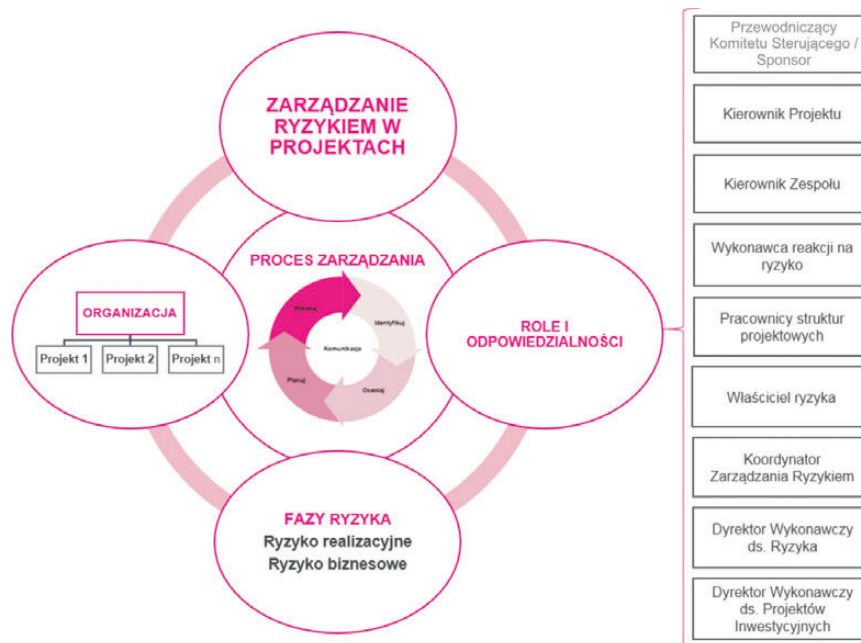 ZARZĄDZANIE
RYZYKIEM W
PROJEKTACH
PROCES ZARZĄDZANIA
Wdrażaj
Identyfikuj
Komunikacja
Planuj
Oceniaj
ORGANIZACJA
Projekt 1
Projekt 2
Projekt n
ROLE I
ODPOWIEDZIALNOŚCI
FAZY RYZYKA
Ryzyko realizacyjne
Ryzyko biznesowe
Przewodniczący
Komitetu Sterującego /
Sponsor
Kierownik Projektu
Kierownik Zespołu
Wykonawca reakcji na
ryzyko
Pracownicy struktur
projektowych
Właściciel ryzyka
Koordynator
Zarządzania Ryzykiem
Dyrektor Wykonawczy
ds. Ryzyka
Dyrektor Wykonawczy
ds. Projektów
Inwestycyjnych